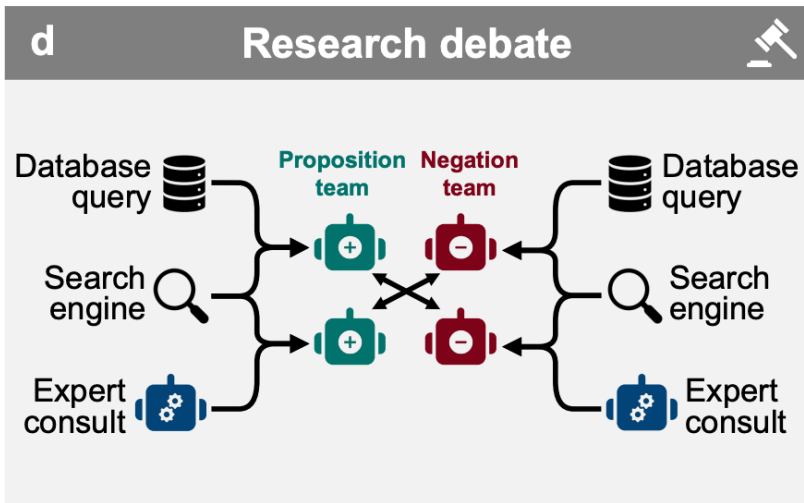 d Research debate
Proposition team
Negation team
Database query
Search engine
Expert consult
Database query
Search engine
Expert consult